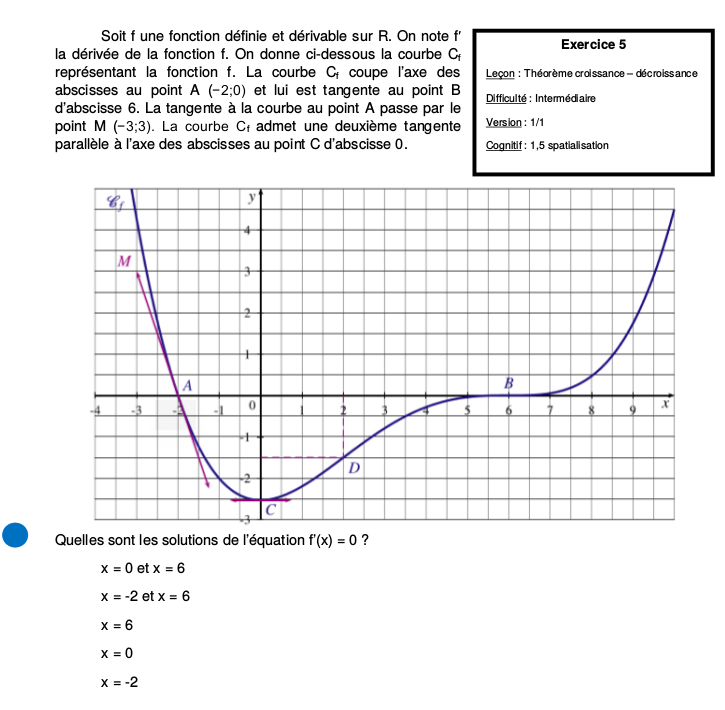 Soit f une fonction définie et dérivable sur R. On note f'
la dérivée de la fonction f. On donne ci-dessous la courbe Cf
représentant la fonction f. La courbe Cf coupe l'axe des
abscisses au point A (−2;0) et lui est tangente au point B
d'abscisse 6. La tangente à la courbe au point A passe par le
point M (−3;3). La courbe Cf admet une deuxième tangente
parallèle à l'axe des abscisses au point C d'abscisse 0.
Exercice 5
Leçon : Théorème croissance – décroissance
Difficulté : Intermédiaire
Version : 1/1
Cognitif : 1,5 spatialisation
𝒞f
y
4
M
3
2
1
A
B
0
-4 -3 -2 -1 1 2 3 4 5 6 7 8 9 x
-1
D
-2
C
-3
Quelles sont les solutions de l'équation f'(x) = 0 ?
x = 0 et x = 6
x = -2 et x = 6
x = 6
x = 0
x = -2